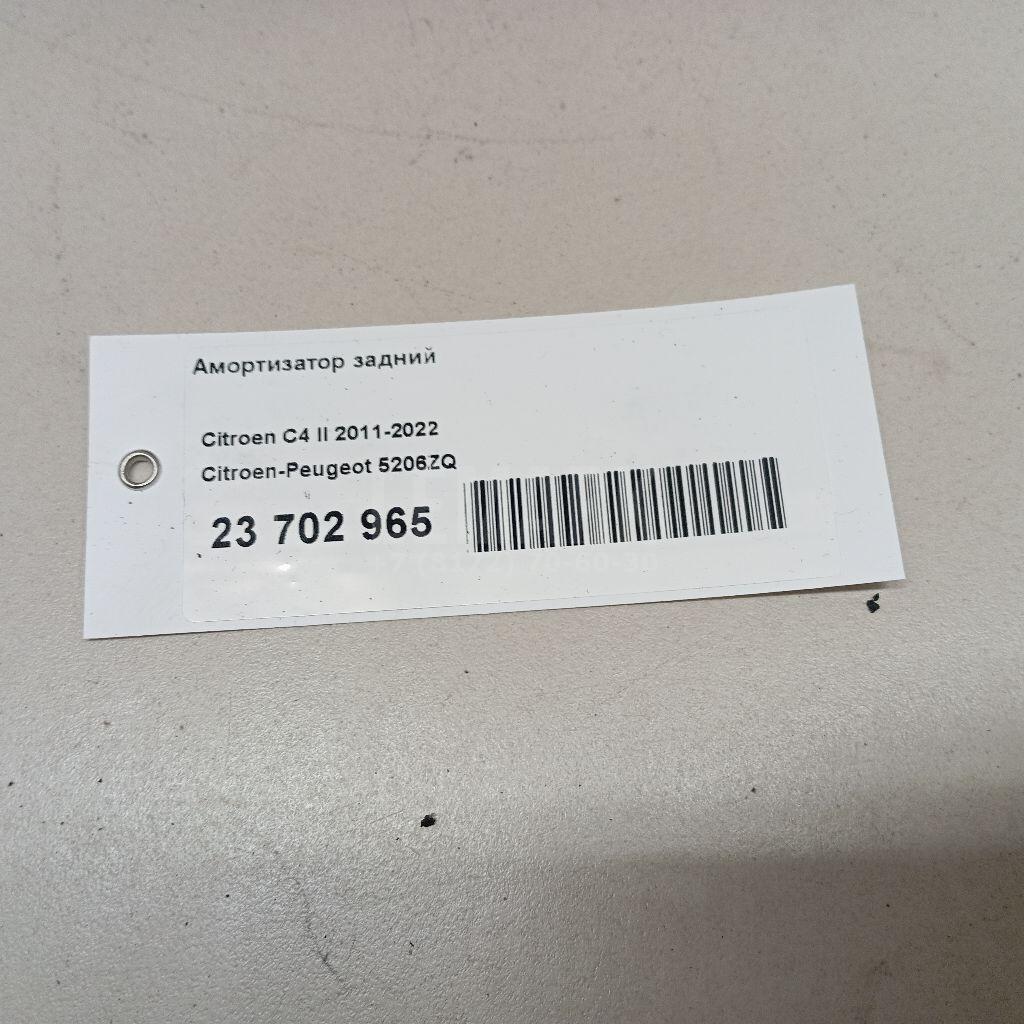 Амортизатор задний
Citroen C4 II 2011-2022
Citroen-Peugeot 5206ZQ
23 702 965